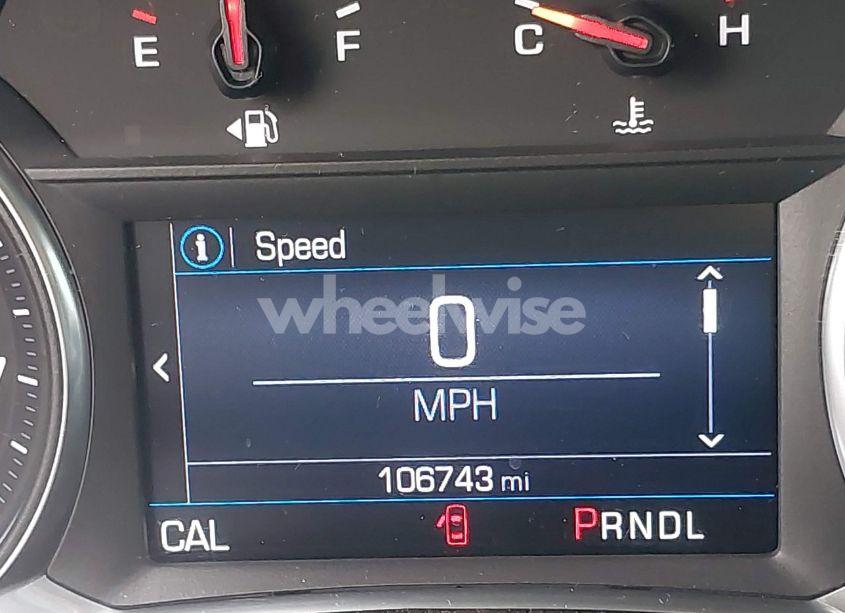 E F C H
i Speed
wheelwise
0
MPH
106743 mi
CAL PRNDL